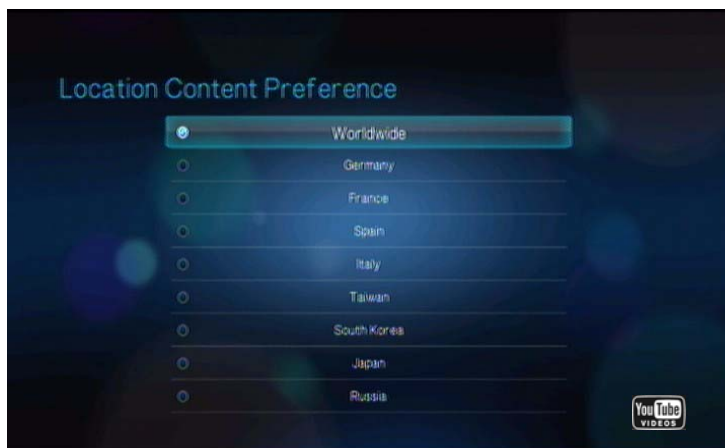 Location Content Preference
Worldwide
Germany
France
Spain
Italy
Taiwan
South Korea
Japan
Russia
You Tube
VIDEOS